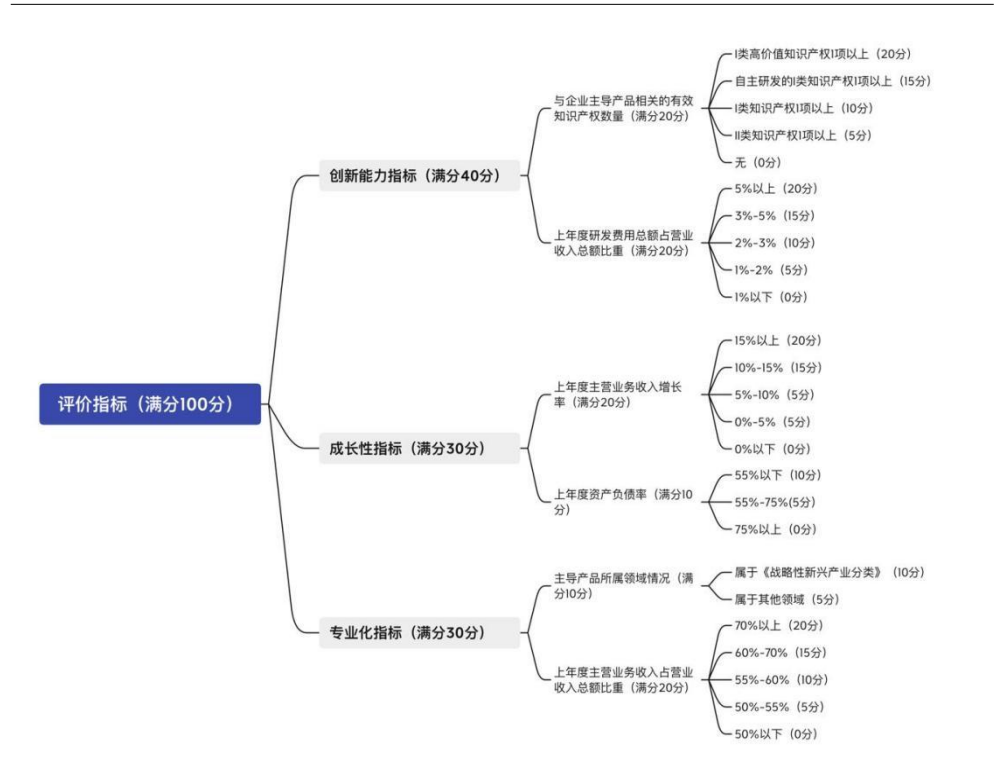 评价指标（满分100分）
创新能力指标（满分40分）
与企业主导产品相关的有效
知识产权数量（满分20分）
I类高价值知识产权1项以上（20分）
自主研发的I类知识产权1项以上（15分）
I类知识产权1项以上（10分）
II类知识产权1项以上（5分）
无（0分）
上年度研发费用总额占营业
收入总额比重（满分20分）
5%以上（20分）
3%-5%（15分）
2%-3%（10分）
1%-2%（5分）
1%以下（0分）
成长性指标（满分30分）
上年度主营业务收入增长
率（满分20分）
15%以上（20分）
10%-15%（15分）
5%-10%（5分）
0%-5%（5分）
0%以下（0分）
上年度资产负债率（满分10
分）
55%以下（10分）
55%-75%(5分）
75%以上（0分）
专业化指标（满分30分）
主导产品所属领域情况（满
分10分）
属于《战略性新兴产业分类》（10分）
属于其他领域（5分）
上年度主营业务收入占营业
收入总额比重（满分20分）
70%以上（20分）
60%-70%（15分）
55%-60%（10分）
50%-55%（5分）
50%以下（0分）